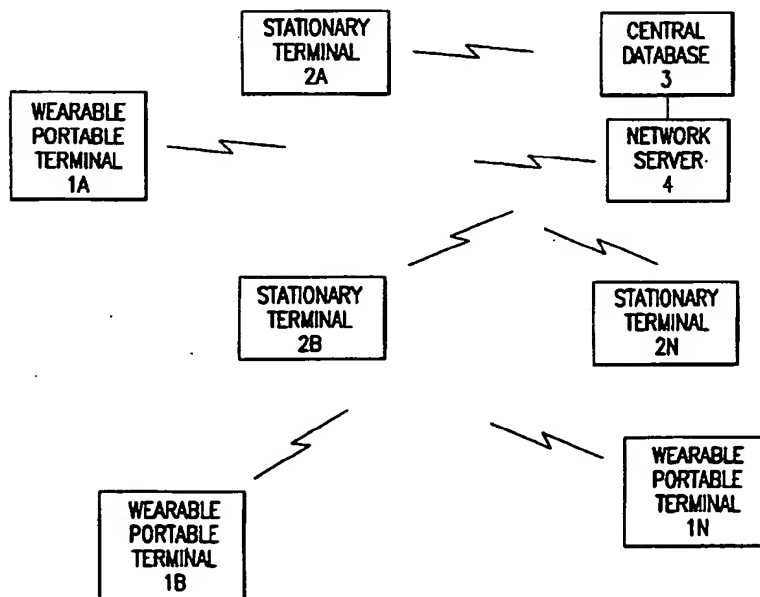 STATIONARY
TERMINAL
2A
CENTRAL
DATABASE
3
WEARABLE
PORTABLE
TERMINAL
1A
NETWORK
SERVER
4
STATIONARY
TERMINAL
2B
STATIONARY
TERMINAL
2N
WEARABLE
PORTABLE
TERMINAL
1N
WEARABLE
PORTABLE
TERMINAL
1B